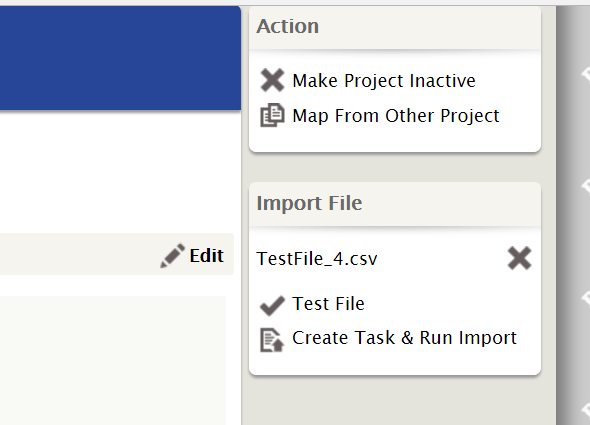 Action
Make Project Inactive
Map From Other Project
Import File
Edit
TestFile_4.csv
Test File
Create Task & Run Import